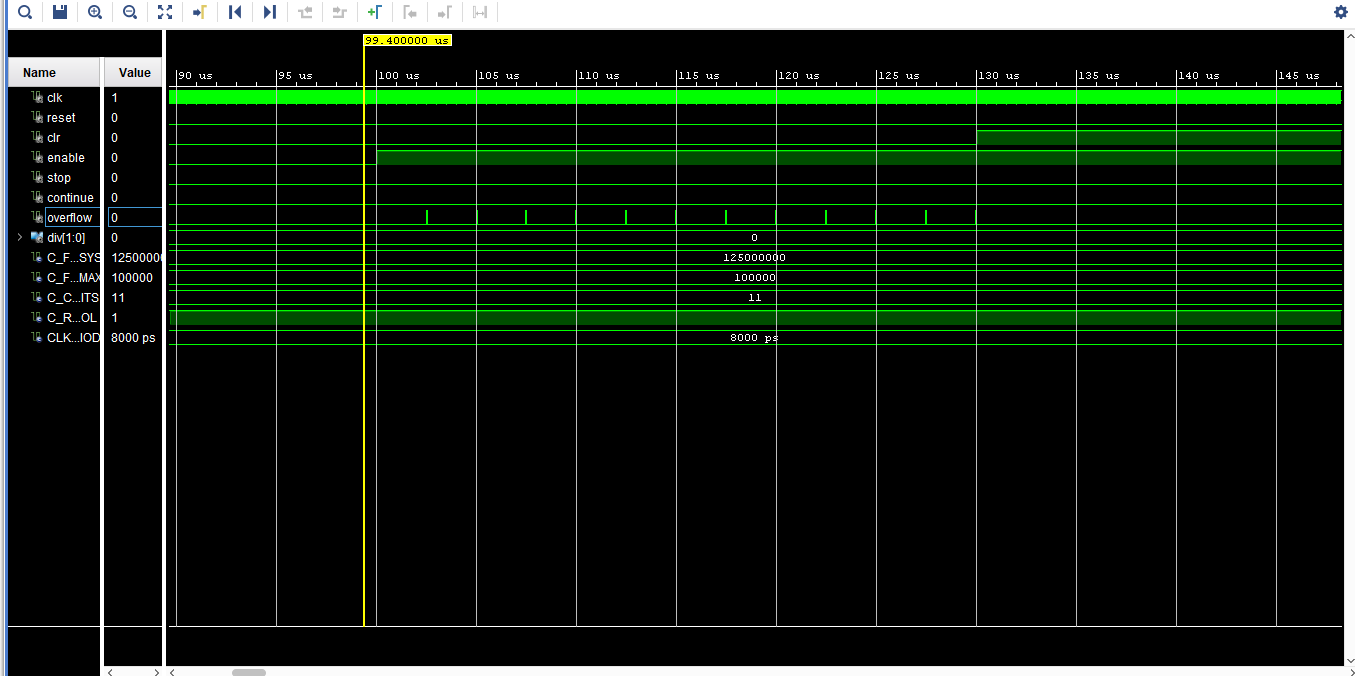 99.400000 us
Name Value
90 us 95 us 100 us 105 us 110 us 115 us 120 us 125 us 130 us 135 us 140 us 145 us
clk 1
reset 0
clr 0
enable 0
stop 0
continue 0
overflow 0
div[1:0] 0 0
C_F...SYS 12500000 125000000
C_F...MAX 100000 100000
C_C...ITS 11 11
C_R...OL 1
CLK...IOD 8000 ps 8000 ps